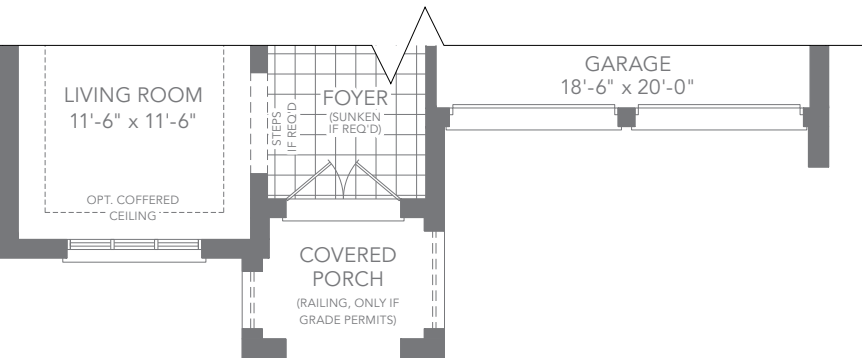 LIVING ROOM
11'-6" x 11'-6"
OPT. COFFERED
CEILING
STEPS
IF REQ'D
FOYER
(SUNKEN
IF REQ'D)
GARAGE
18'-6" x 20'-0"
COVERED
PORCH
(RAILING, ONLY IF
GRADE PERMITS)